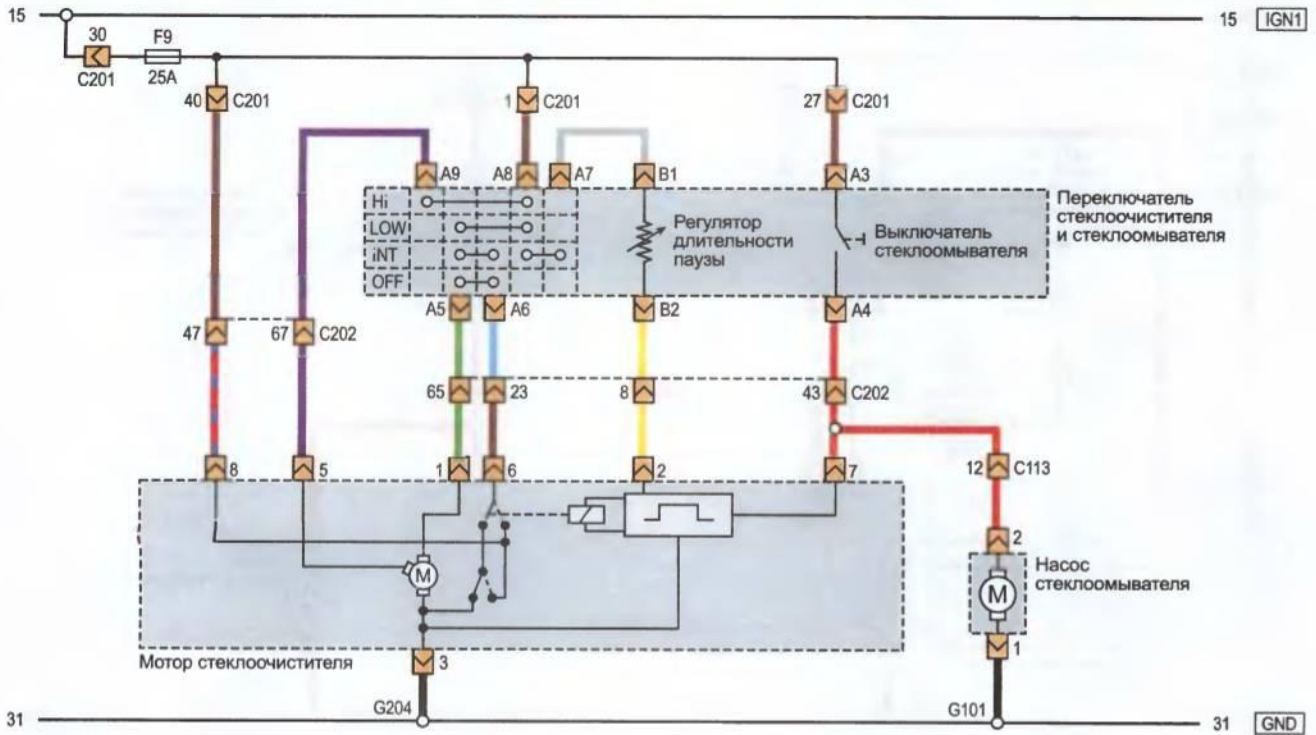 15
15 IGN1
30
F9
C201
25A
40 C201
1 C201
27 C201
A9
A8
A7
B1
A3
Hi
LOW
iNT
OFF
Регулятор
длительности
паузы
Выключатель
стеклоомывателя
Переключатель
стеклоочистителя
и стеклоомывателя
A5
A6
B2
A4
47
67 C202
65
23
8
43 C202
8
5
1
6
2
7
12 C113
2
M
M
Насос
стеклоомывателя
1
Мотор стеклоочистителя
3
G204
G101
31
31 GND